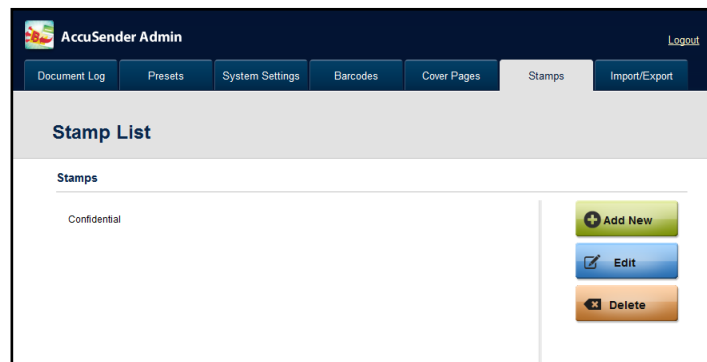 AccuSender Admin
Logout
Document Log Presets System Settings Barcodes Cover Pages Stamps Import/Export
Stamp List
Stamps
Confidential
Add New
Edit
Delete